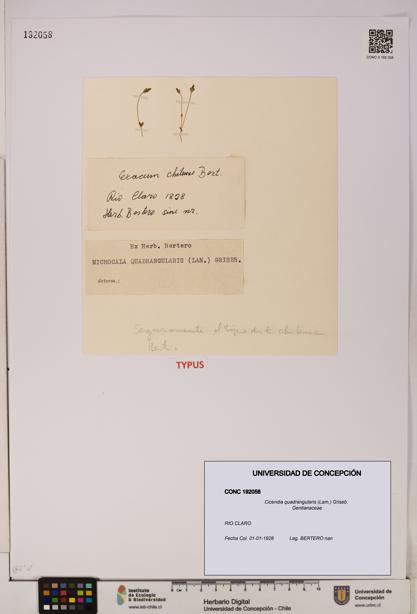 192058
CONC 192058
Exacum chilense Bert.
Rio Claro 1828
Herb. Bertero sine nr.
Ex Herb. Bertero
MICROCALA QUADRANGULARIS (LAM.) GRISEB.
determ.:
Seguramente el tipo de E. chilense
Bert.
TYPUS
UNIVERSIDAD DE CONCEPCIÓN
CONC 192058
Cicendia quadrangularis (Lam.) Griseb.
Gentianaceae
RIO CLARO
Fecha Col. 01-01-1828 Leg. BERTERO nan
Instituto
de Ecología
& Biodiversidad
www.ieb-chile.cl
Herbario Digital
Universidad de Concepción - Chile
Universidad de
Concepción
www.udec.cl